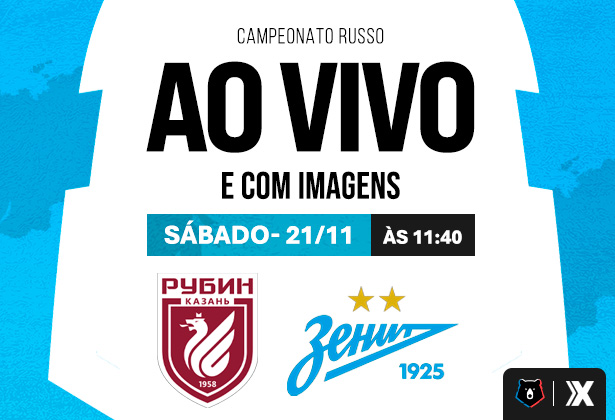 CAMPEONATO RUSSO
AO VIVO
E COM IMAGENS
SÁBADO- 21/11 ÀS 11:40
РУБИН
КАЗАНЬ
1958
Зенит
1925
X